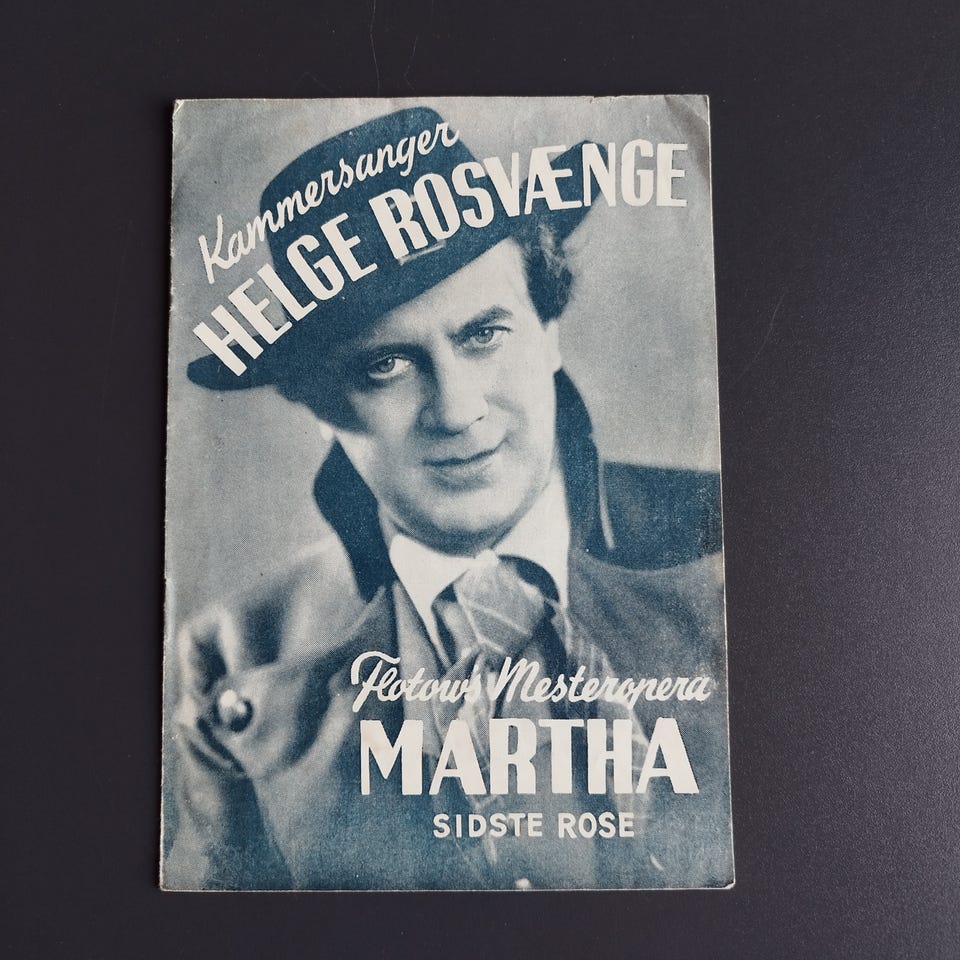 Kammersanger
HELGE ROSVÆNGE
Flotows Mesteropera
MARTHA
SIDSTE ROSE